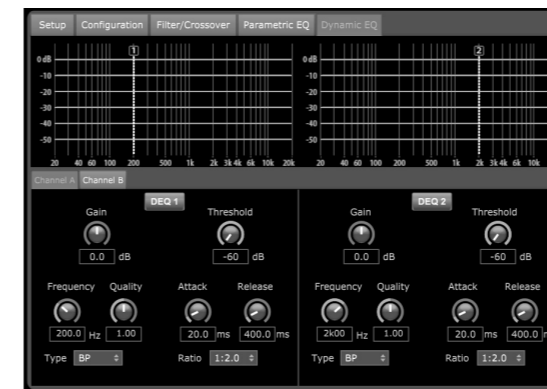 Setup Configuration Filter/Crossover Parametric EQ Dynamic EQ
1 2
0 dB 0 dB
-10 -10
-20 -20
-30 -30
-40 -40
-50 -50
20 40 60 100 200 500 1k 2k 3k 4k 6k 10k 20k 20 40 60 100 200 500 1k 2k 3k 4k 6k 10k
Channel A Channel B
DEQ 1 DEQ 2
Gain Threshold Gain Threshold
0.0 dB -60 dB 0.0 dB -60 dB
Frequency Quality Attack Release Frequency Quality Attack Release
200.0 Hz 1.00 20.0 ms 400.0 m 2k00 Hz 1.00 20.0 ms 400.0
Type BP Ratio 1:2.0 Type BP Ratio 1:2.0